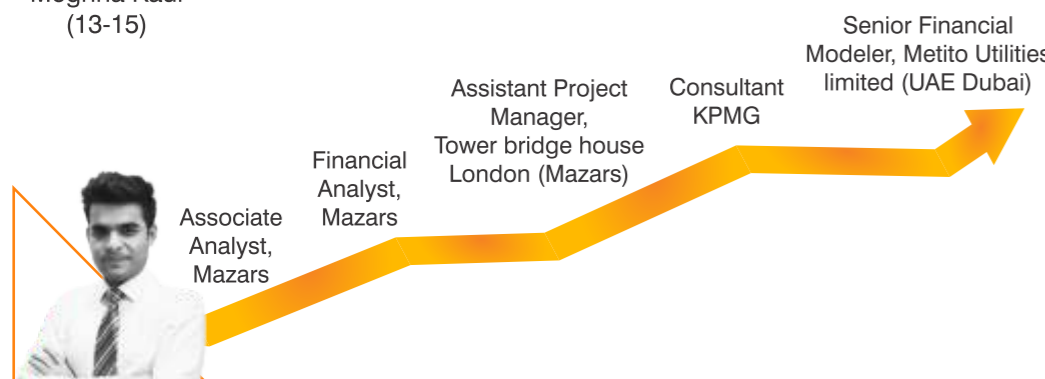 (13-15)
Associate
Analyst,
Mazars
Financial
Analyst,
Mazars
Assistant Project
Manager,
Tower bridge house
London (Mazars)
Consultant
KPMG
Senior Financial
Modeler, Metito Utilities
limited (UAE Dubai)